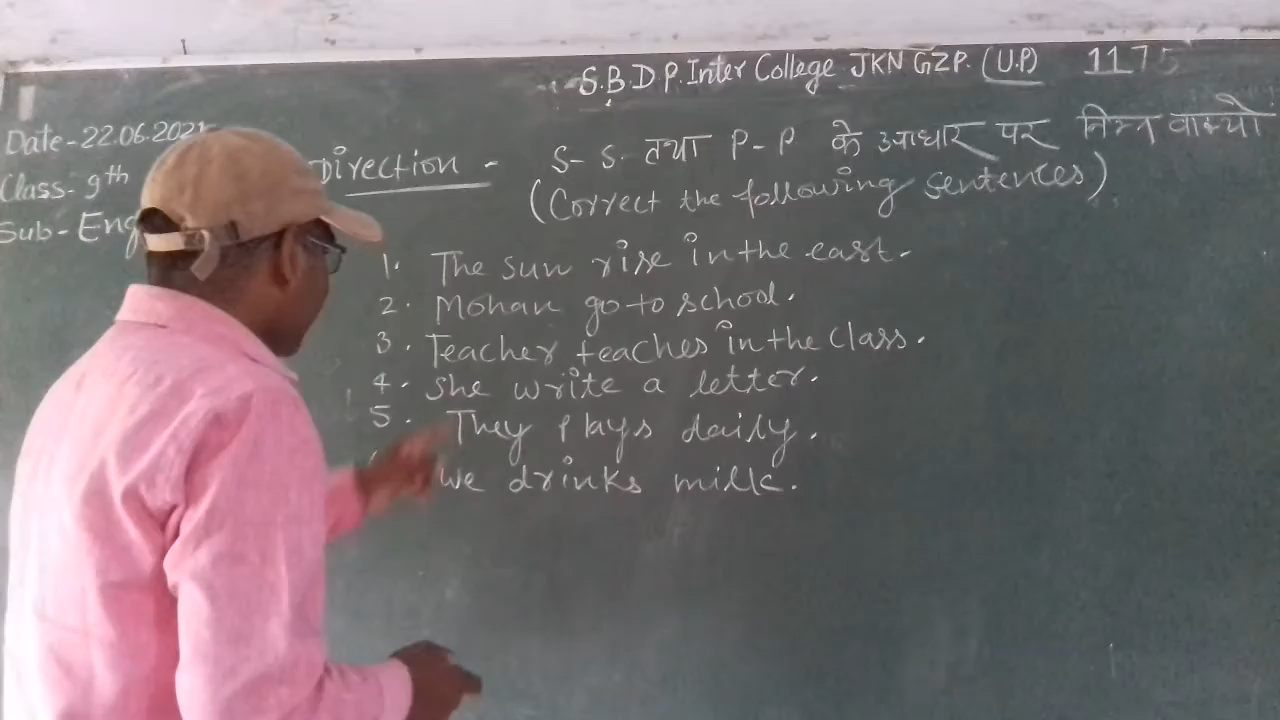 S.B.D.P. Inter College JKN GZP. (U.P) 1175
Date-22.06.2021
Class-9th
Sub-Eng
Direction - S-S- तथा P-P के आधार पर निम्न वाक्यो
(Correct the following sentences)
1. The sun rise in the east.
2. Mohan go to school.
3. Teacher teaches in the class.
4. She write a letter.
5. They plays daily.
We drinks milk.